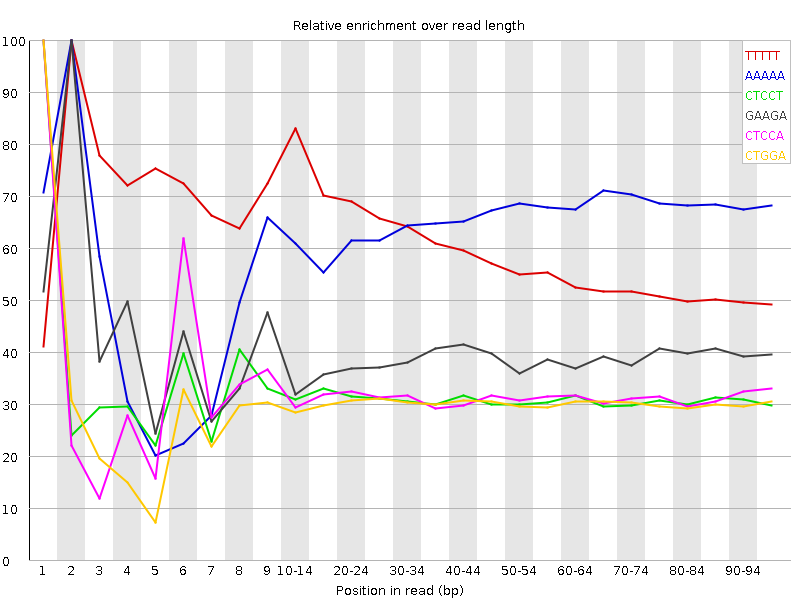 Relative enrichment over read length
100
90
80
70
60
50
40
30
20
10
0
TTTTT
AAAAA
CTCCT
GAAGA
CTCCA
CTGGA
1 2 3 4 5 6 7 8 9 10-14 20-24 30-34 40-44 50-54 60-64 70-74 80-84 90-94
Position in read (bp)